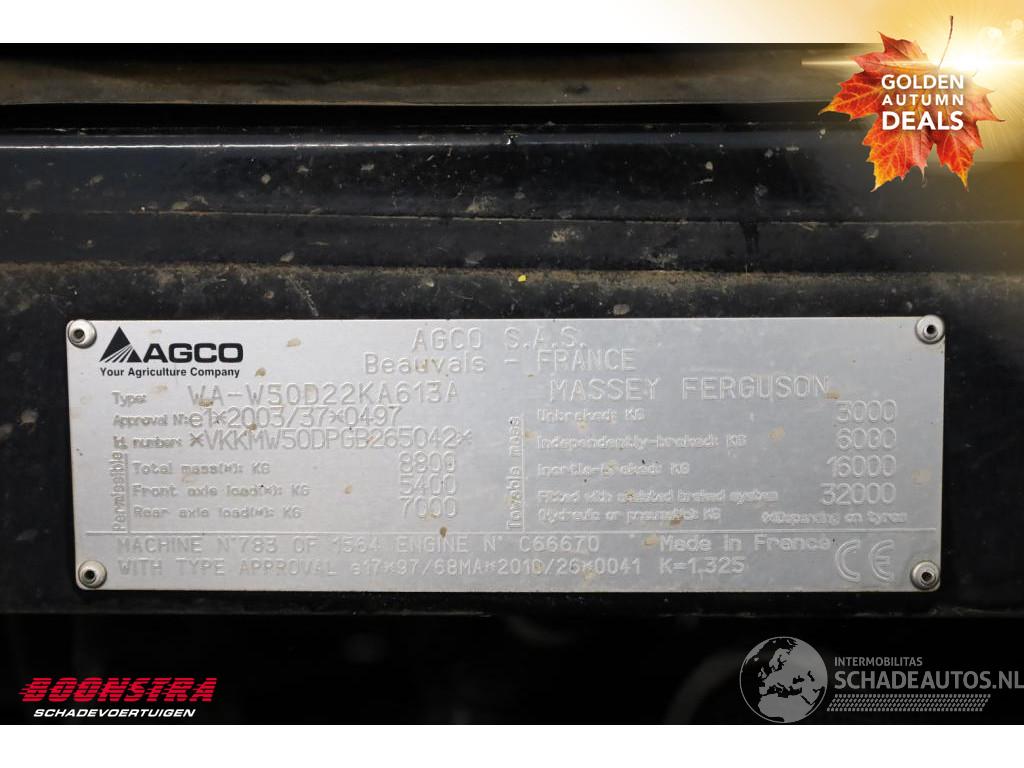 GOLDEN
AUTUMN
DEALS
AGCO
Your Agriculture Company
AGCO S.A.S.
Beauvais - FRANCE
MASSEY FERGUSON
Type: WA-W50D22KA613A
Approval N°: e1*2003/37*0497
Id. number: *VKKMW50DPGB265042*
Permissible
Total mass(*): KG 8800
Front axle load(*): KG 5400
Rear axle load(*): KG 7000
Towable mass
Unbraked: KG 3000
Independently-braked: KG 6000
Inertia-braked: KG 16000
Fitted with assisted braked system 32000
(Hydraulic or pneumatic): KG
(*)Depending on tyres
MACHINE N°783 OF 1564 ENGINE N° C66670 Made in France
WITH TYPE APPROVAL e17*97/68MA*2010/26*0041 K=1,325
CE
BOONSTRA
SCHADEVOERTUIGEN
INTERMOBILITAS
SCHADEAUTOS.NL